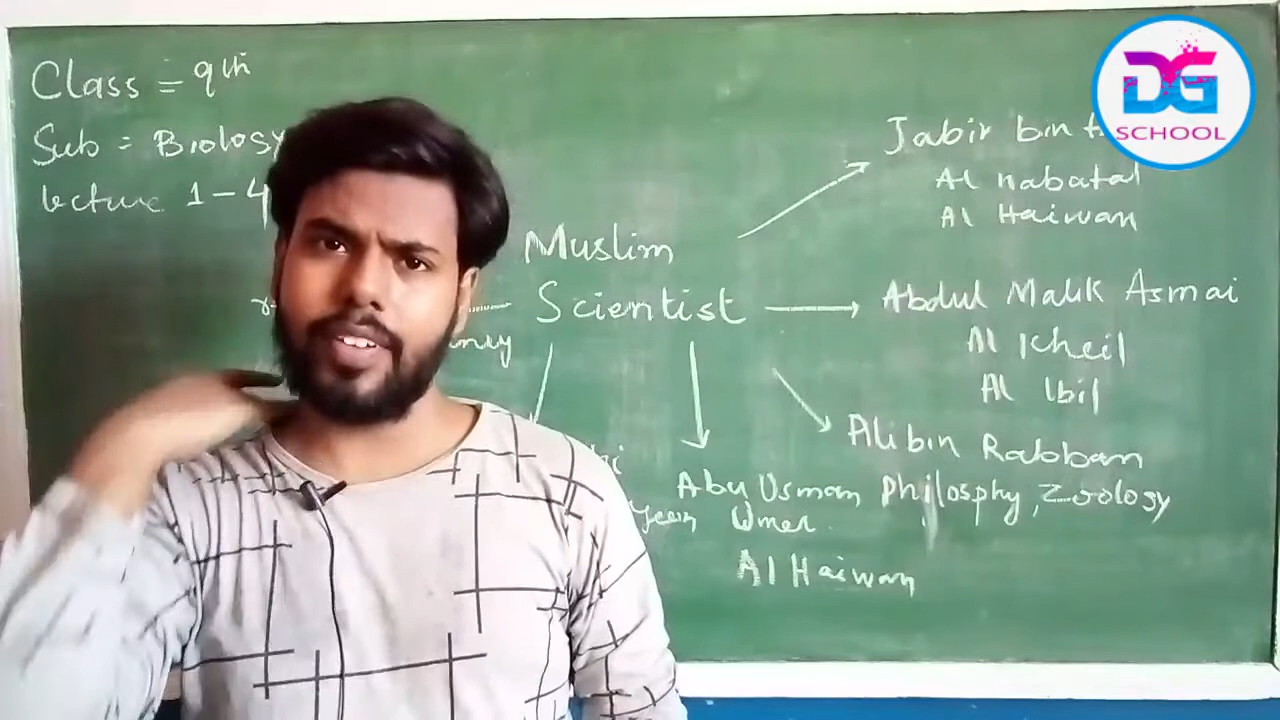 Class = 9th
Sub = Biology
lecture 1-4
Muslim
Scientist
Jabir bin
Al nabatat
Al Haiwan
Abdul Malik Asmai
Al Kheil
Al Ibil
Ali bin Rabban
Philosphy, Zoology
Abu Usman
Umer
Al Haiwan
DG
SCHOOL